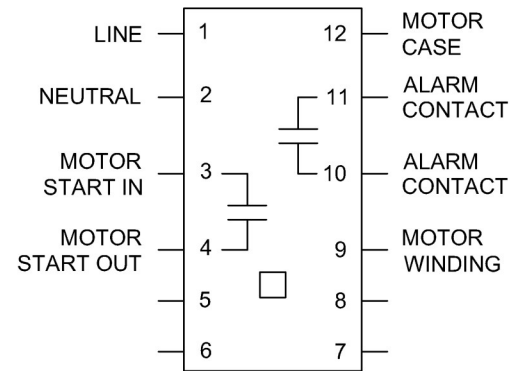 LINE
1
12
MOTOR
CASE
NEUTRAL
2
11
ALARM
CONTACT
MOTOR
START IN
3
10
ALARM
CONTACT
MOTOR
START OUT
4
9
MOTOR
WINDING
5
8
6
7